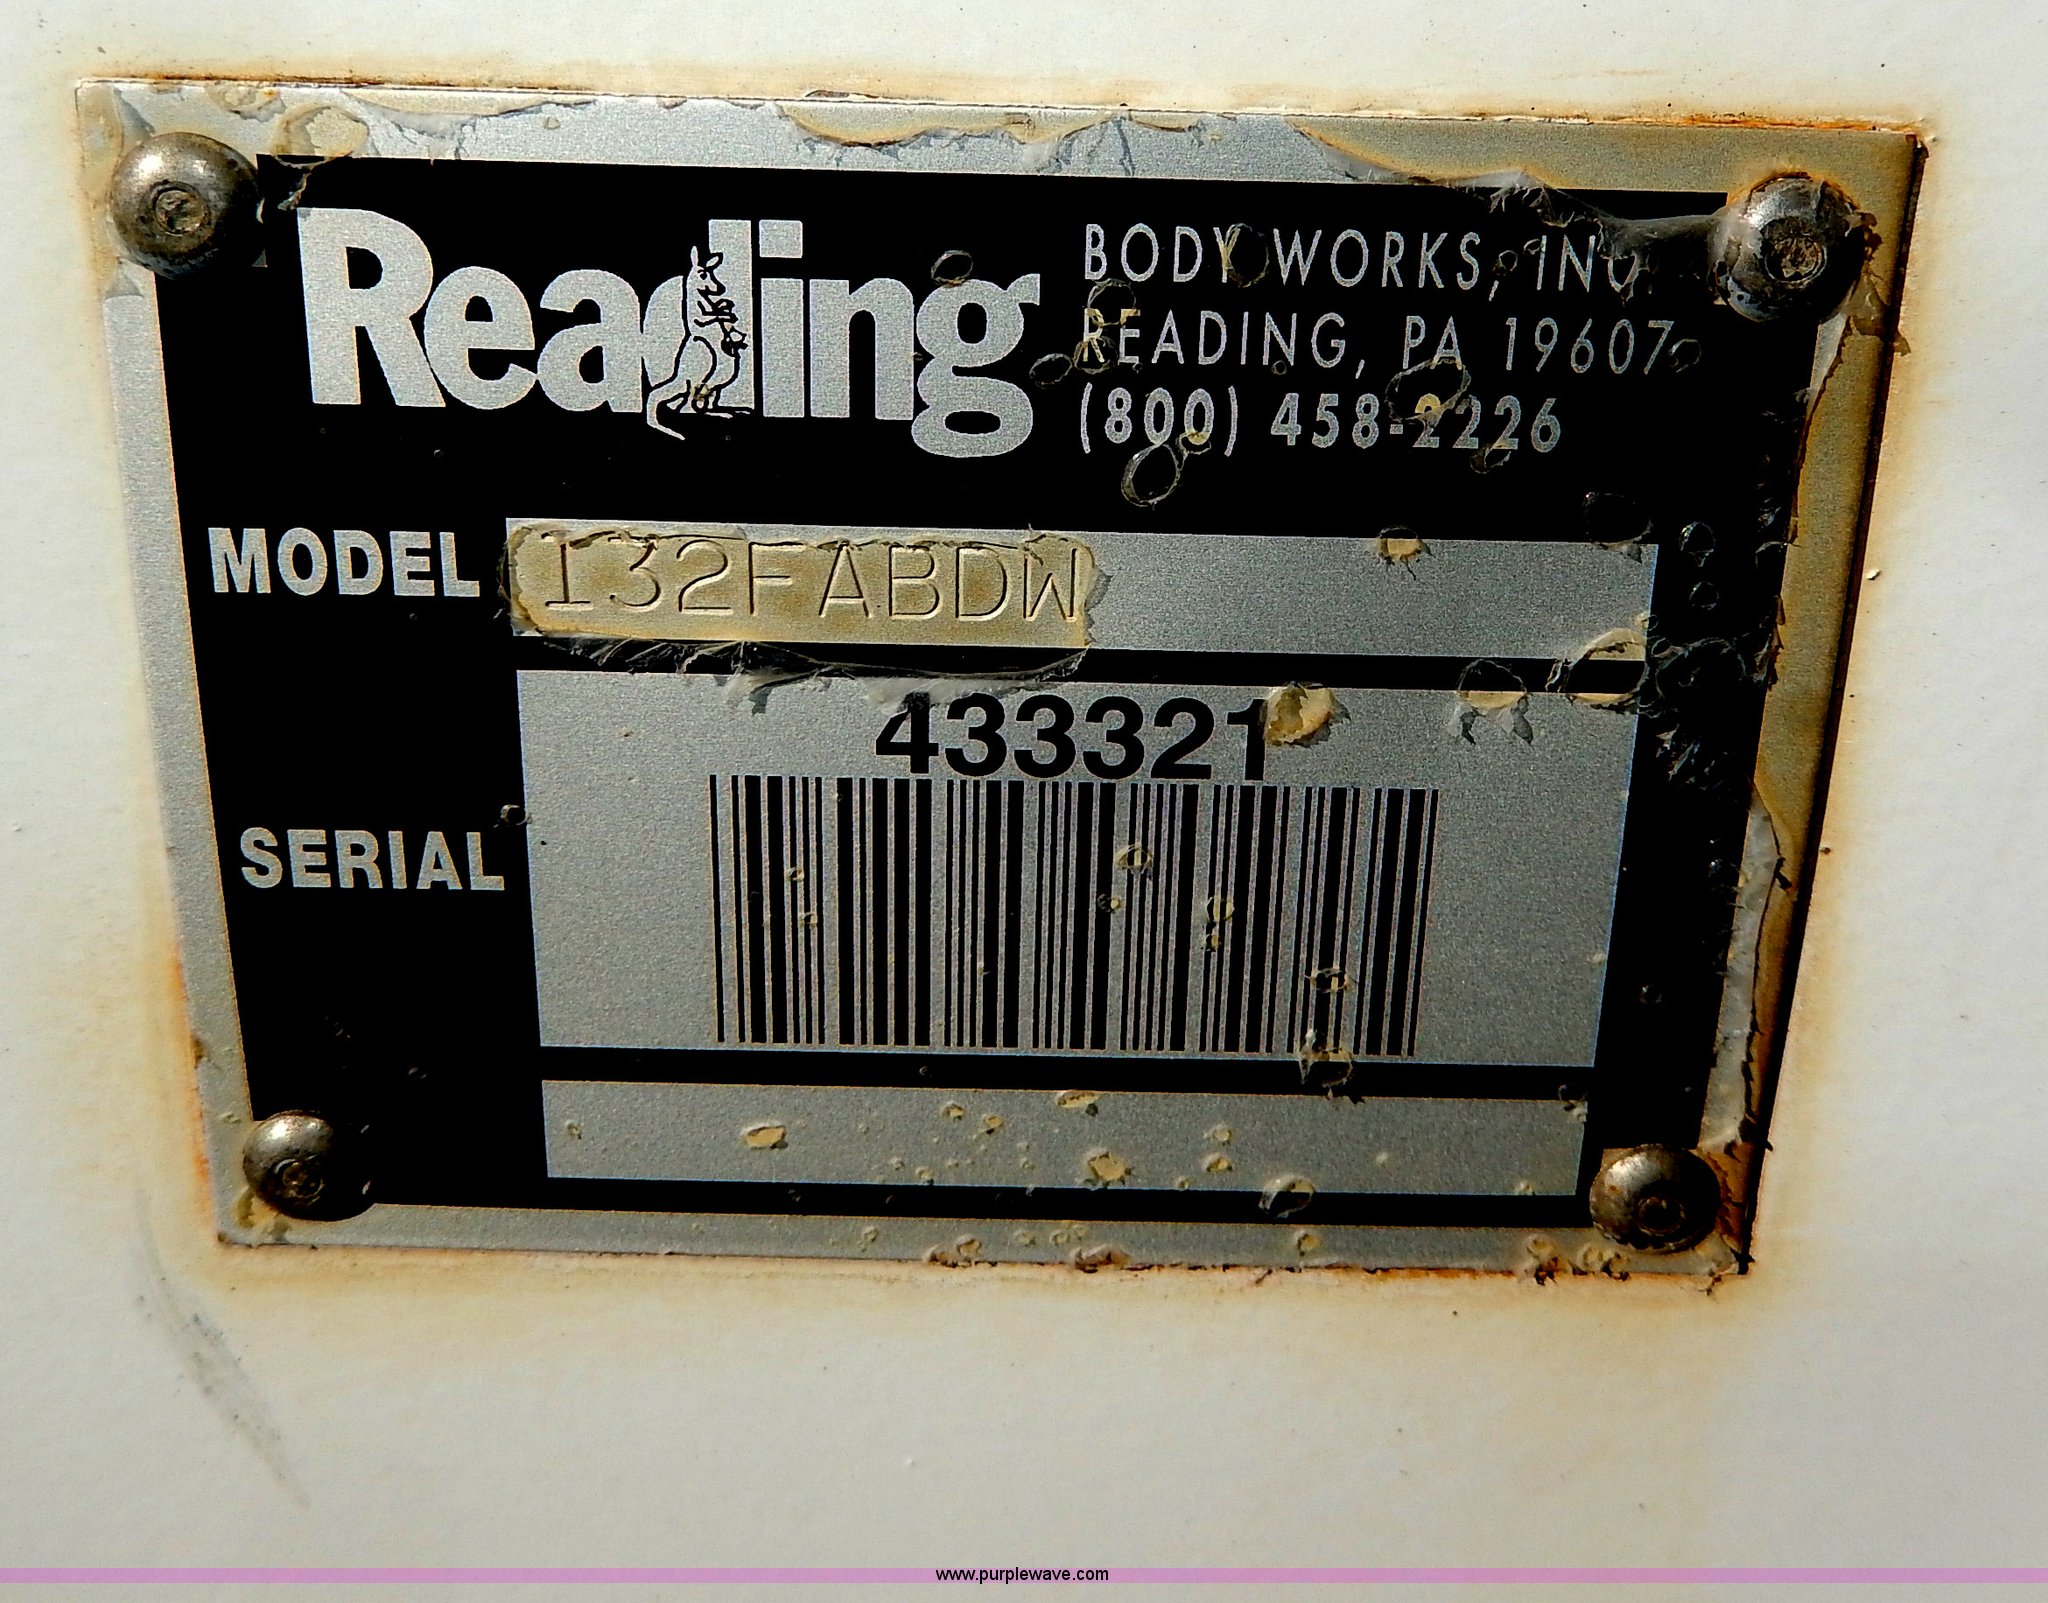 Reading
BODY WORKS, INC.
READING, PA 19607
(800) 458-2226
MODEL 132FABDW
433321
SERIAL
www.purplewave.com